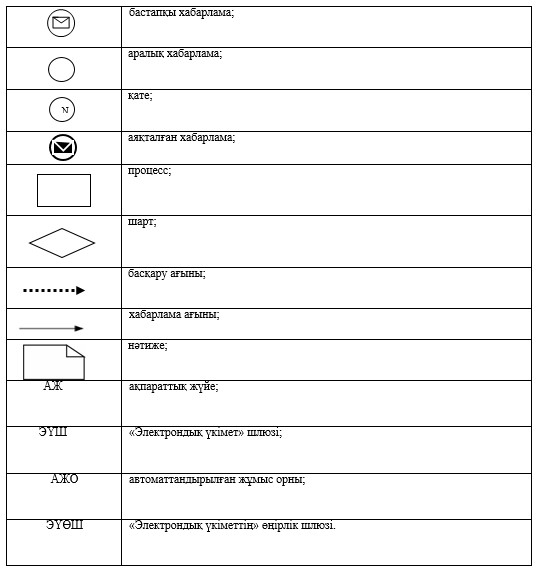 бастапқы хабарлама;
аралық хабарлама;
N қате;
аяқталған хабарлама;
процесс;
шарт;
басқару ағыны;
хабарлама ағыны;
нәтиже;
АЖ ақпараттық жүйе;
ЭҮШ «Электрондық үкімет» шлюзі;
АЖО автоматтандырылған жұмыс орны;
ЭҮӨШ «Электрондық үкіметтің» өңірлік шлюзі.